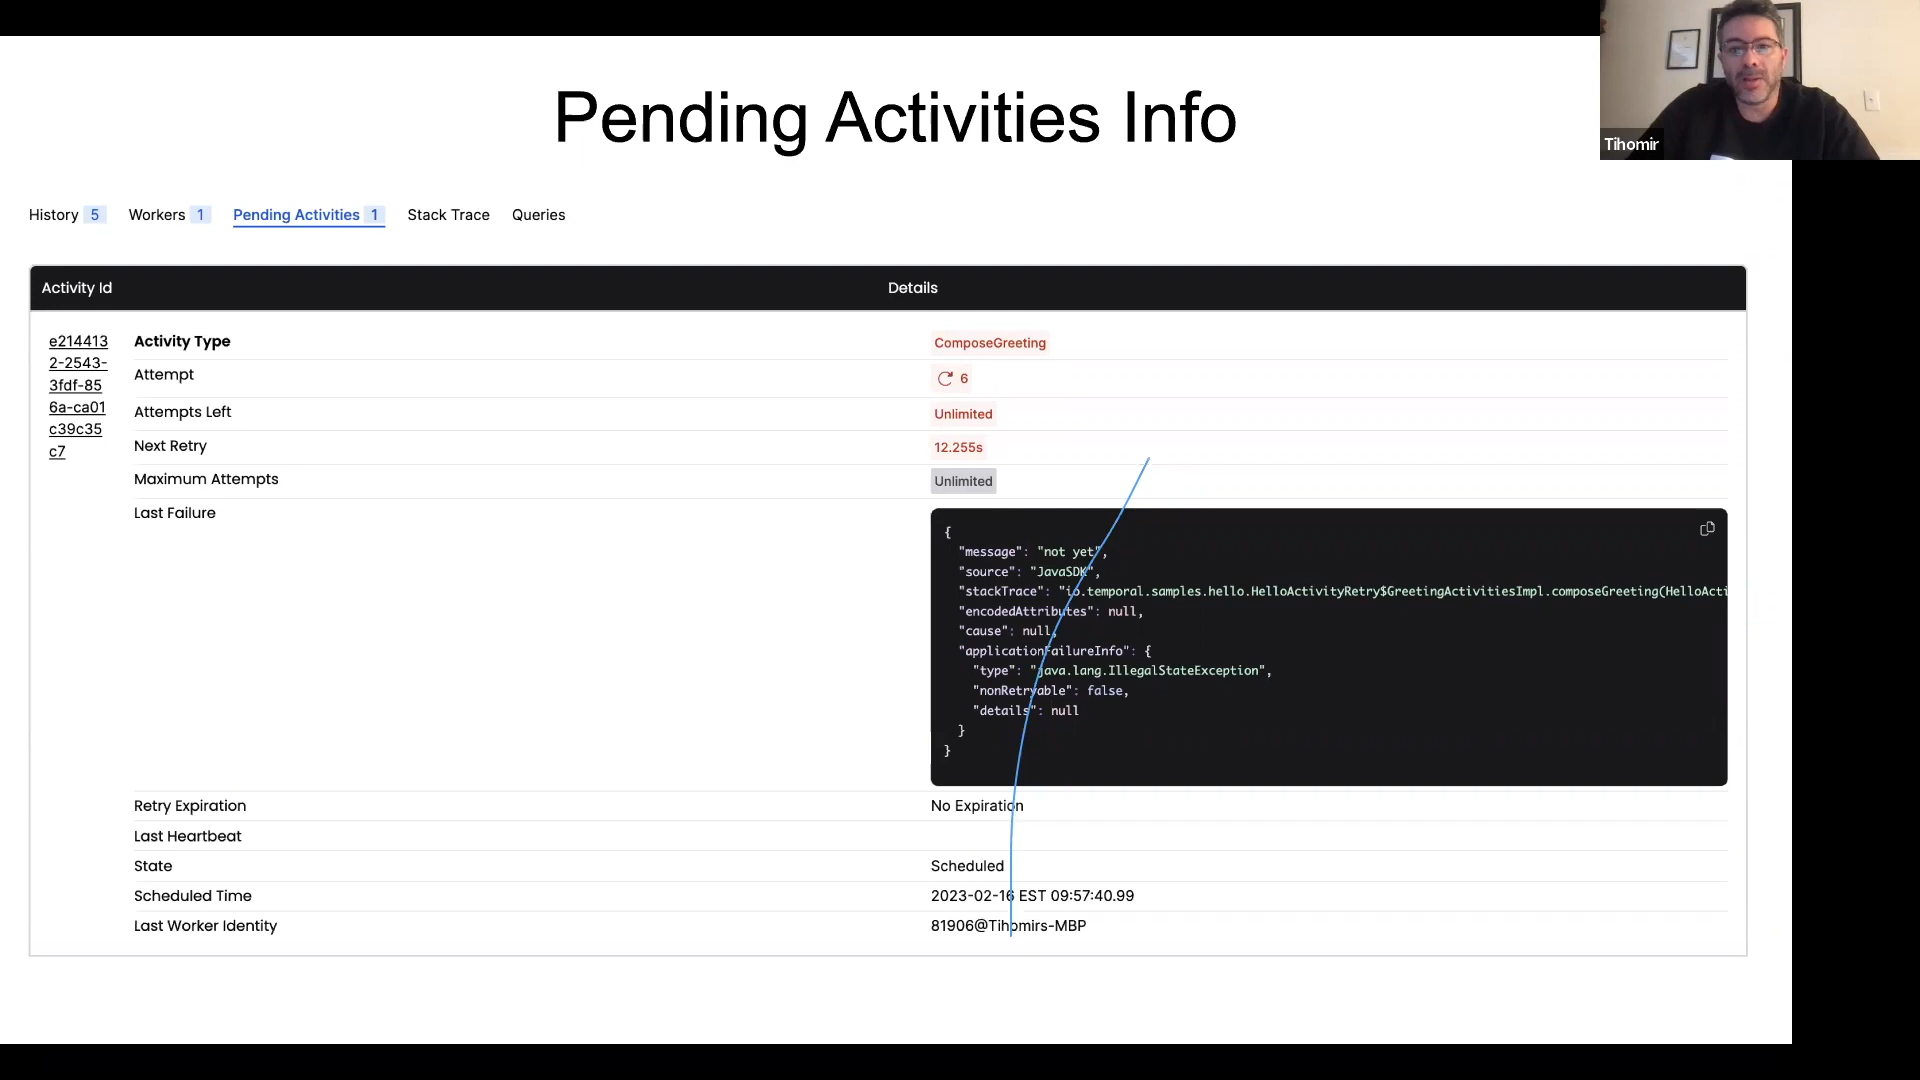 Pending Activities Info
Tihomir
History 5 Workers 1 Pending Activities 1 Stack Trace Queries
Activity Id Details
e214413
2-2543-
3fdf-85
6a-ca01
c39c35
c7
Activity Type ComposeGreeting
Attempt 6
Attempts Left Unlimited
Next Retry 12.255s
Maximum Attempts Unlimited
Last Failure
{
"message": "not yet",
"source": "JavaSDK",
"stackTrace": "io.temporal.samples.hello.HelloActivityRetry$GreetingActivitiesImpl.composeGreeting(HelloActi
"encodedAttributes": null,
"cause": null,
"applicationFailureInfo": {
"type": "java.lang.IllegalStateException",
"nonRetryable": false,
"details": null
}
}
Retry Expiration No Expiration
Last Heartbeat
State Scheduled
Scheduled Time 2023-02-16 EST 09:57:40.99
Last Worker Identity 81906@Tihomirs-MBP